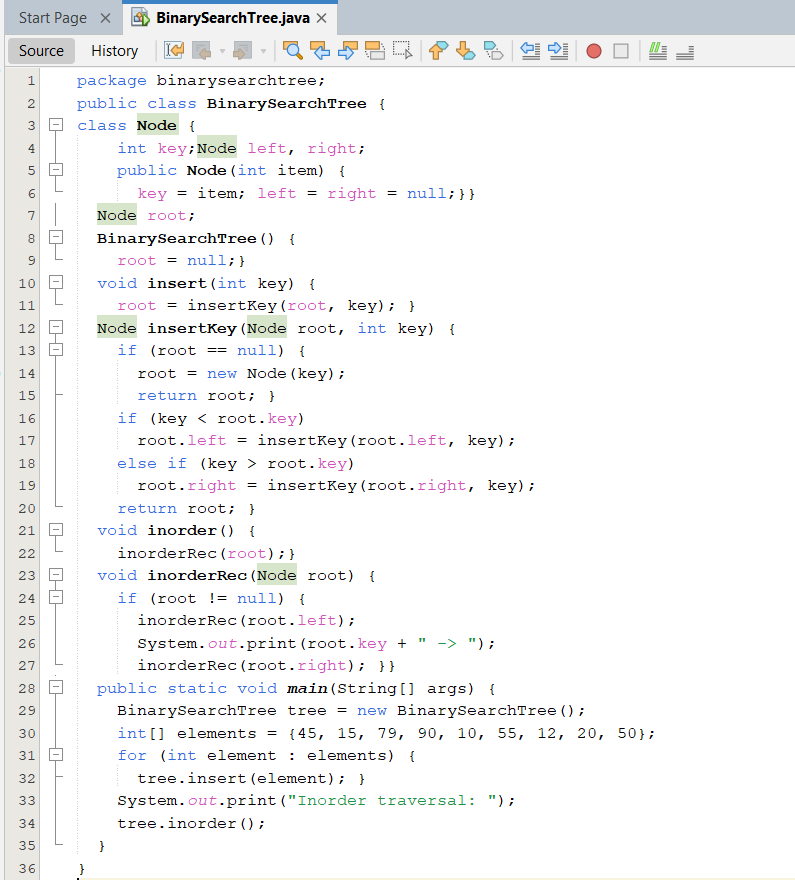 Start Page × BinarySearchTree.java ×
Source History
1 package binarysearchtree;
2 public class BinarySearchTree {
3 class Node {
4 int key;Node left, right;
5 public Node(int item) {
6 key = item; left = right = null;}}
7 Node root;
8 BinarySearchTree() {
9 root = null;}
10 void insert(int key) {
11 root = insertKey(root, key); }
12 Node insertKey(Node root, int key) {
13 if (root == null) {
14 root = new Node(key);
15 return root; }
16 if (key < root.key)
17 root.left = insertKey(root.left, key);
18 else if (key > root.key)
19 root.right = insertKey(root.right, key);
20 return root; }
21 void inorder() {
22 inorderRec(root);}
23 void inorderRec(Node root) {
24 if (root != null) {
25 inorderRec(root.left);
26 System.out.print(root.key + " -> ");
27 inorderRec(root.right); }}
28 public static void main(String[] args) {
29 BinarySearchTree tree = new BinarySearchTree();
30 int[] elements = {45, 15, 79, 90, 10, 55, 12, 20, 50};
31 for (int element : elements) {
32 tree.insert(element); }
33 System.out.print("Inorder traversal: ");
34 tree.inorder();
35 }
36 }